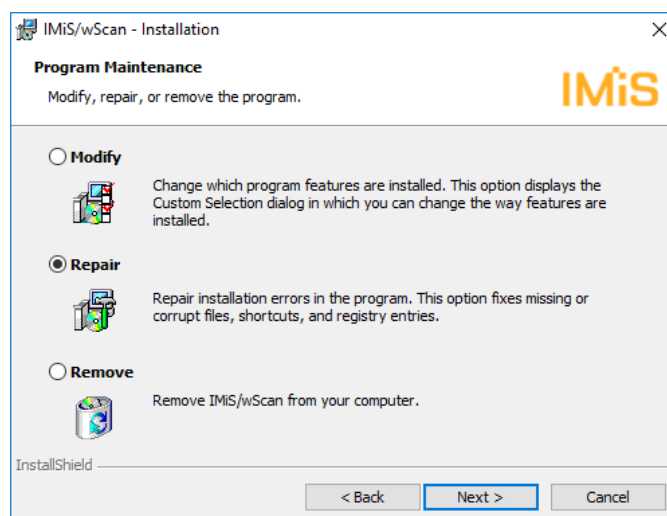 IMiS/wScan - Installation
Program Maintenance
IMiS
Modify, repair, or remove the program.
Modify
Change which program features are installed. This option displays the
Custom Selection dialog in which you can change the way features are
installed.
Repair
Repair installation errors in the program. This option fixes missing or
corrupt files, shortcuts, and registry entries.
Remove
Remove IMiS/wScan from your computer.
InstallShield
< Back
Next >
Cancel